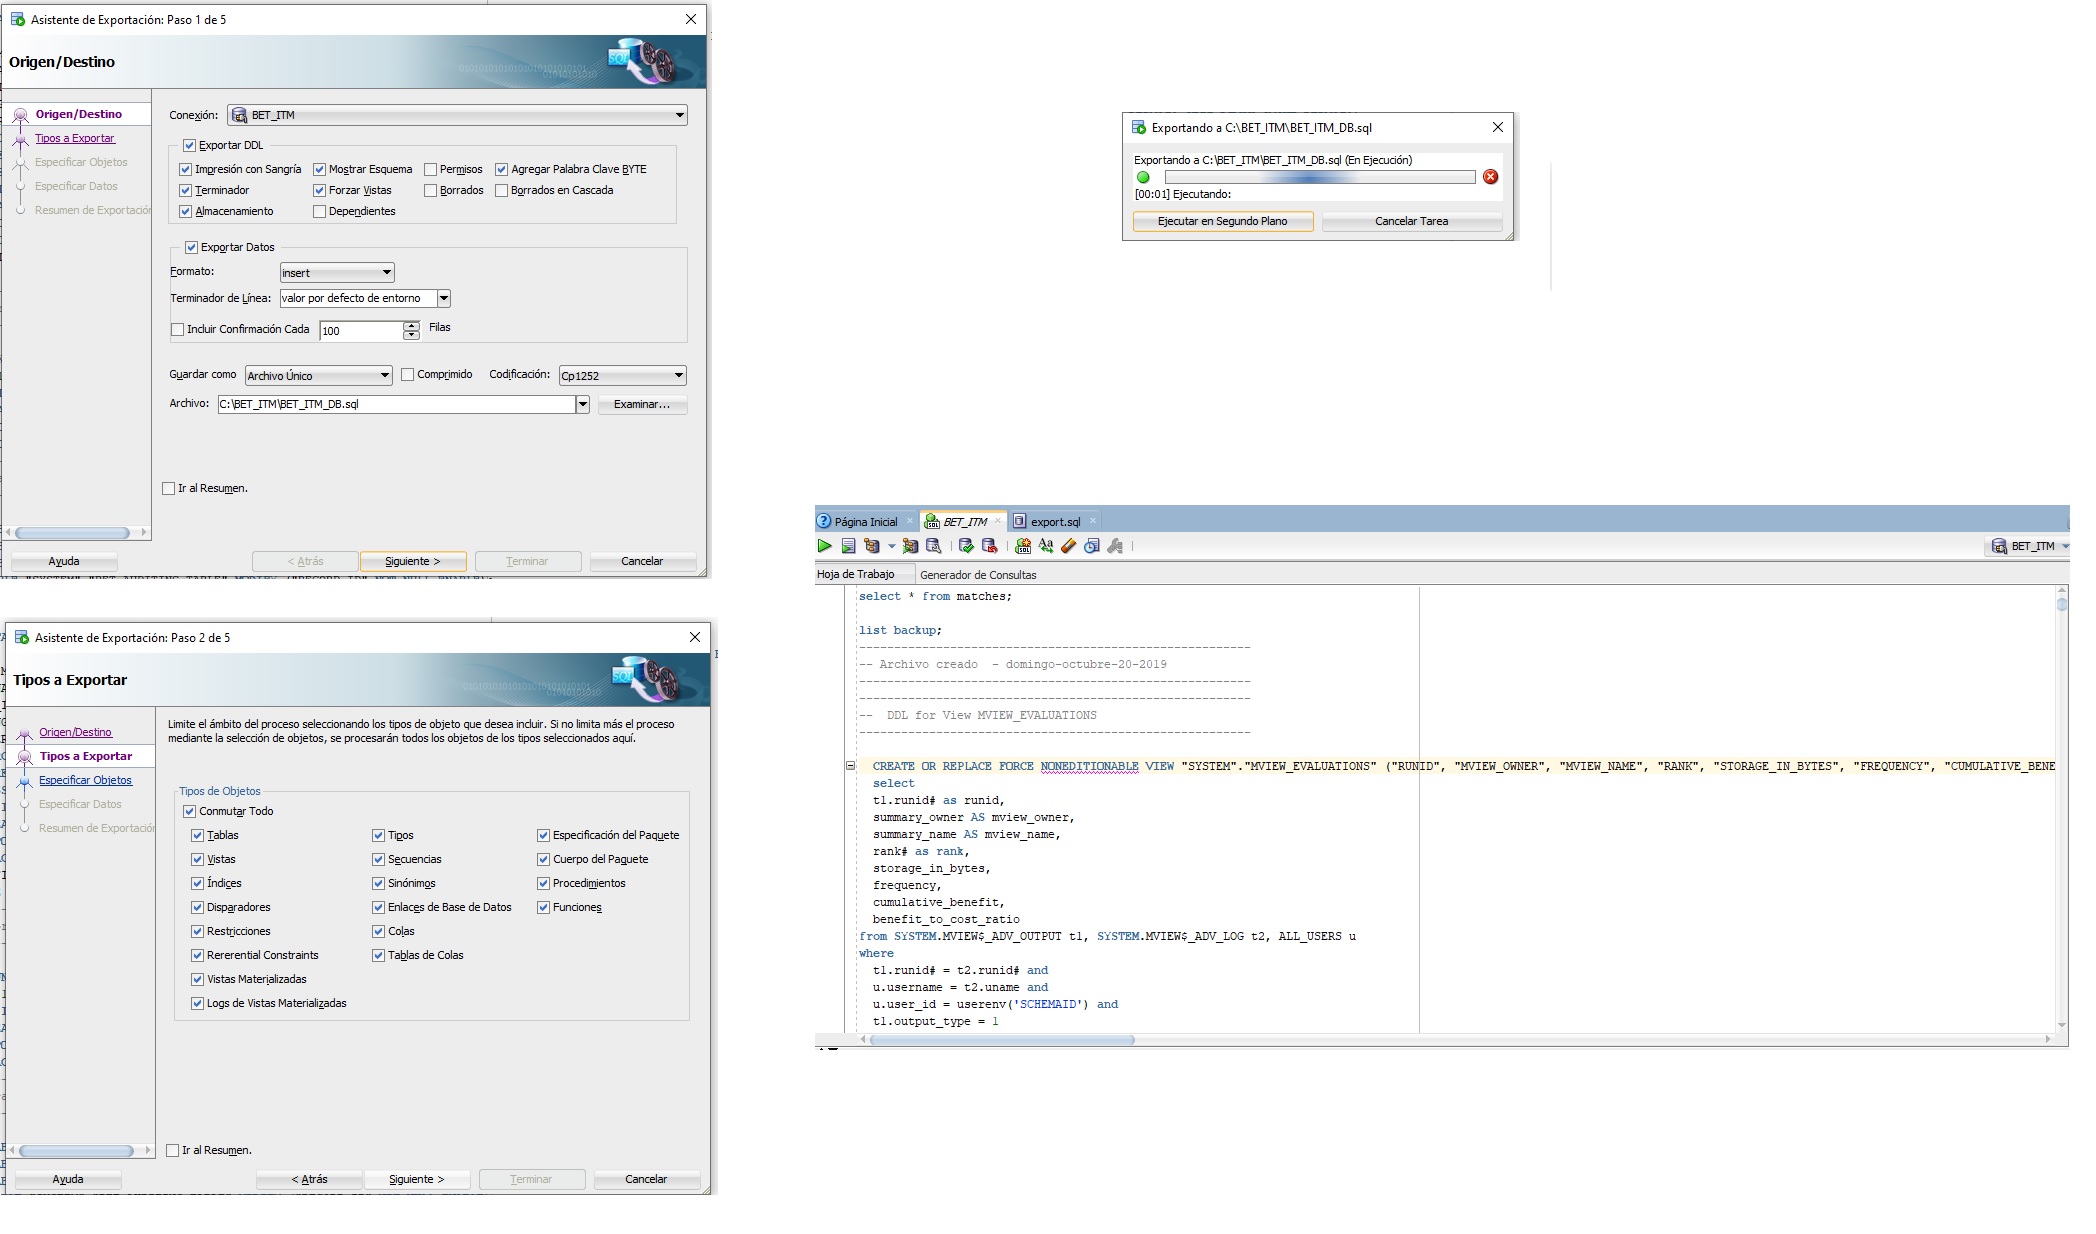 Asistente de Exportación: Paso 1 de 5
Origen/Destino
Origen/Destino
Tipos a Exportar
Especificar Objetos
Especificar Datos
Resumen de Exportación
Conexión: BET_ITM
Exportar DDL
Impresión con Sangría Mostrar Esquema Permisos Agregar Palabra Clave BYTE
Terminador Forzar Vistas Borrados Borrados en Cascada
Almacenamiento Dependientes
Exportar Datos
Formato: insert
Terminador de Línea: valor por defecto de entorno
Incluir Confirmación Cada 100 Filas
Guardar como Archivo Único Comprimido Codificación: Cp1252
Archivo: C:\BET_ITM\BET_ITM_DB.sql Examinar...
Ir al Resumen.
Ayuda < Atrás Siguiente > Terminar Cancelar
Asistente de Exportación: Paso 2 de 5
Tipos a Exportar
Origen/Destino
Tipos a Exportar
Especificar Objetos
Especificar Datos
Resumen de Exportación
Limite el ámbito del proceso seleccionando los tipos de objeto que desea incluir. Si no limita más el proceso
mediante la selección de objetos, se procesarán todos los objetos de los tipos seleccionados aquí.
Tipos de Objetos
Conmutar Todo
Tablas Tipos Especificación del Paquete
Vistas Secuencias Cuerpo del Paquete
Índices Sinónimos Procedimientos
Disparadores Enlaces de Base de Datos Funciones
Restricciones Colas
Rererential Constraints Tablas de Colas
Vistas Materializadas
Logs de Vistas Materializadas
Ir al Resumen.
Ayuda < Atrás Siguiente > Terminar Cancelar
Exportando a C:\BET_ITM\BET_ITM_DB.sql
Exportando a C:\BET_ITM\BET_ITM_DB.sql (En Ejecución)
[00:01] Ejecutando:
Ejecutar en Segundo Plano Cancelar Tarea
Página Inicial BET_ITM export.sql
BET_ITM
Hoja de Trabajo Generador de Consultas
select * from matches;
list backup;
--------------------------------------------------------
-- Archivo creado  - domingo-octubre-20-2019
--------------------------------------------------------
--------------------------------------------------------
--  DDL for View MVIEW_EVALUATIONS
--------------------------------------------------------
CREATE OR REPLACE FORCE NONEDITIONABLE VIEW "SYSTEM"."MVIEW_EVALUATIONS" ("RUNID", "MVIEW_OWNER", "MVIEW_NAME", "RANK", "STORAGE_IN_BYTES", "FREQUENCY", "CUMULATIVE_BENE
select
t1.runid# as runid,
summary_owner AS mview_owner,
summary_name AS mview_name,
rank# as rank,
storage_in_bytes,
frequency,
cumulative_benefit,
benefit_to_cost_ratio
from SYSTEM.MVIEW$_ADV_OUTPUT t1, SYSTEM.MVIEW$_ADV_LOG t2, ALL_USERS u
where
t1.runid# = t2.runid# and
u.username = t2.uname and
u.user_id = userenv('SCHEMAID') and
t1.output_type = 1